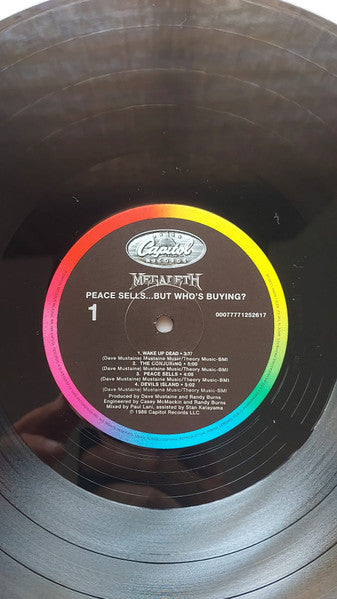 Capitol
RECORDS
MEGADETH
PEACE SELLS...BUT WHO'S BUYING?
1
00077771252617
1. WAKE UP DEAD • 3:37
(Dave Mustaine) Mustaine Music/Theory Music-BMI
2. THE CONJURING • 5:00
(Dave Mustaine) Mustaine Music/Theory Music-BMI
3. PEACE SELLS • 4:08
(Dave Mustaine) Mustaine Music/Theory Music-BMI
4. DEVILS ISLAND • 5:02
(Dave Mustaine) Mustaine Music/Theory Music-BMI
Produced by Dave Mustaine and Randy Burns
Engineered by Casey McMackin and Randy Burns
Mixed by Paul Lani, assisted by Stan Katayama
1986 Capitol Records LLC